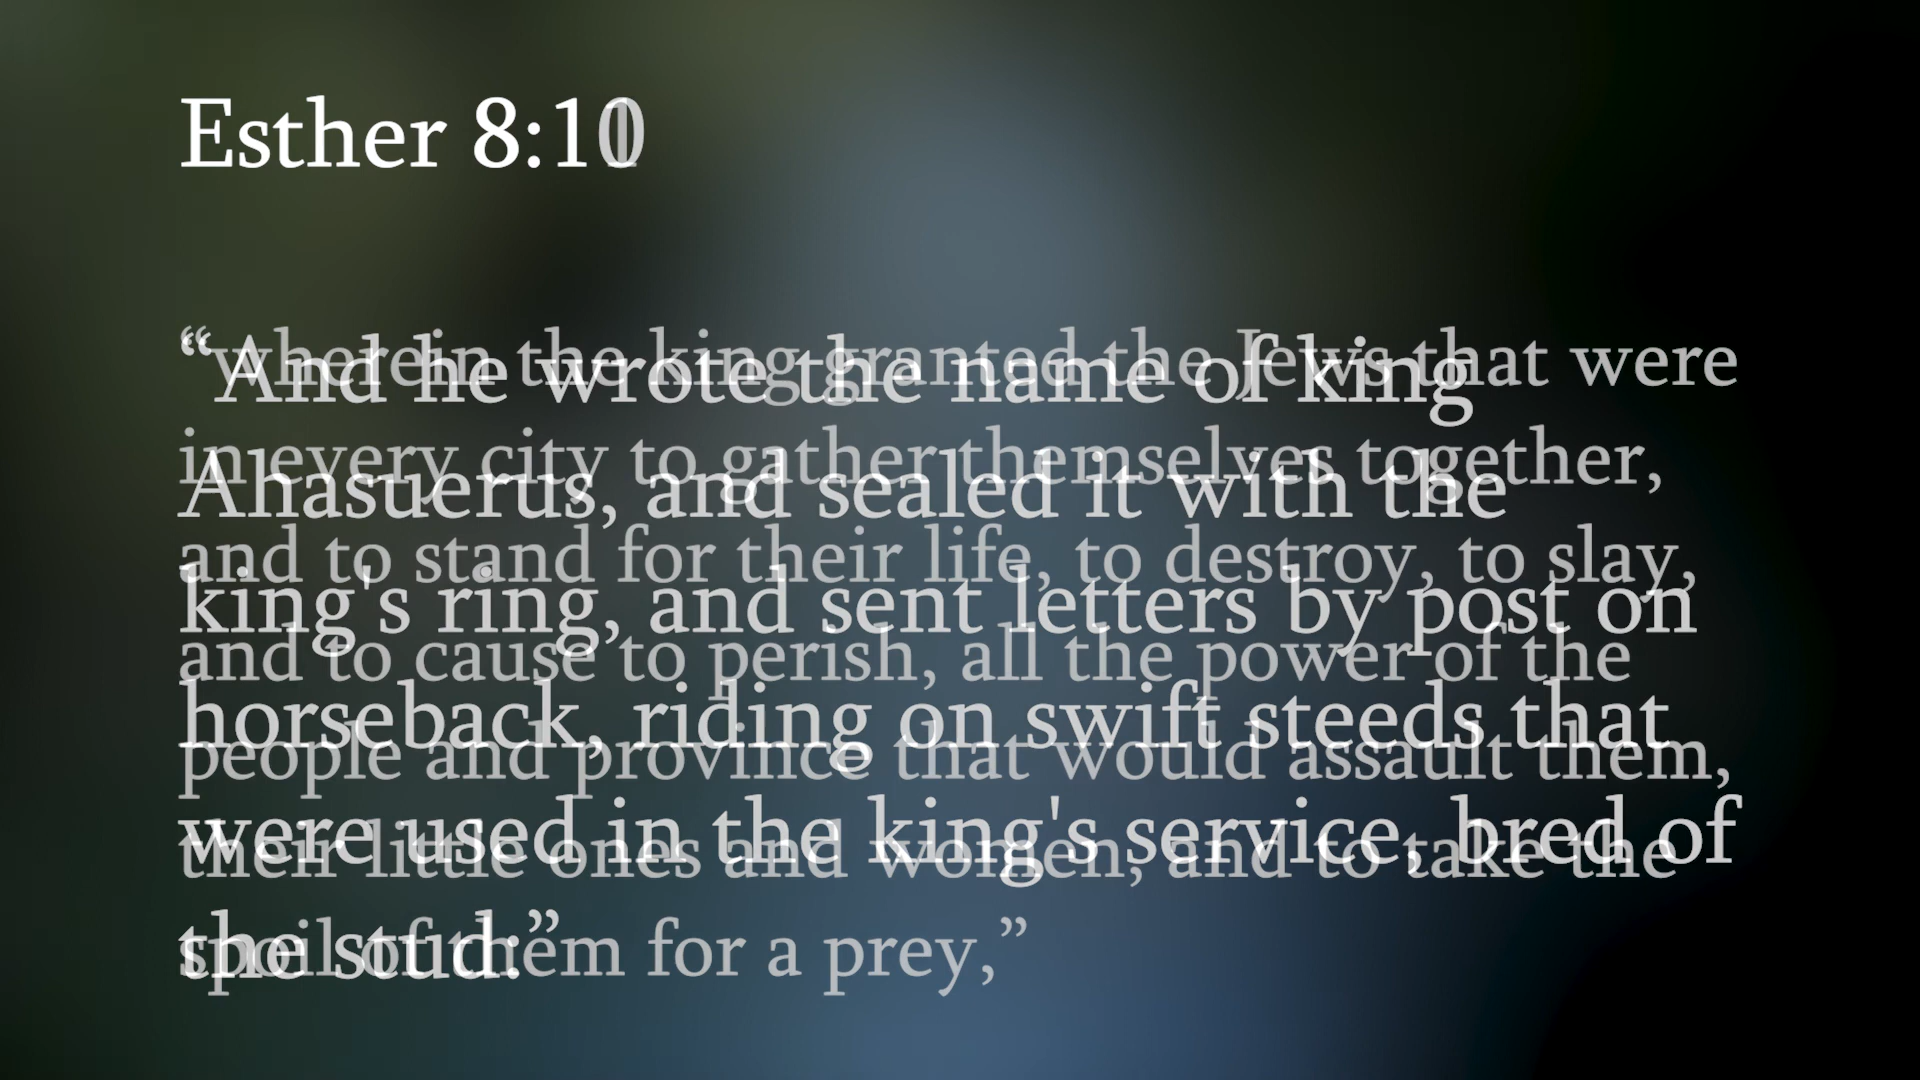 Esther 8:10
“And he wrote the name of king
Ahasuerus, and sealed it with the
king's ring, and sent letters by post on
horseback, riding on swift steeds that
were used in the king's service, bred of
the stud:”
Esther 8:11
“wherein the king granted the Jews that were
in every city to gather themselves together,
and to stand for their life, to destroy, to slay,
and to cause to perish, all the power of the
people and province that would assault them,
their little ones and women, and to take the
spoil of them for a prey,”